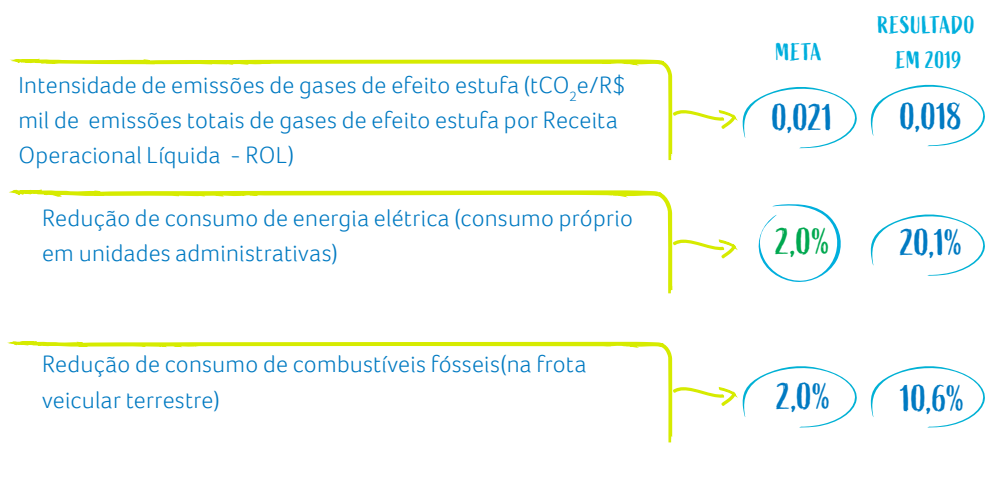 META
RESULTADO
EM 2019
Intensidade de emissões de gases de efeito estufa (tCO₂e/R$
mil de emissões totais de gases de efeito estufa por Receita
Operacional Líquida - ROL)
0,021
0,018
Redução de consumo de energia elétrica (consumo próprio
em unidades administrativas)
2,0%
20,1%
Redução de consumo de combustíveis fósseis(na frota
veicular terrestre)
2,0%
10,6%